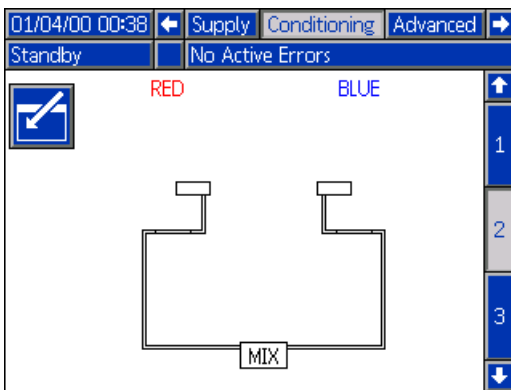 01/04/00 00:38 Supply Conditioning Advanced
Standby No Active Errors
RED BLUE
1
2
3
MIX